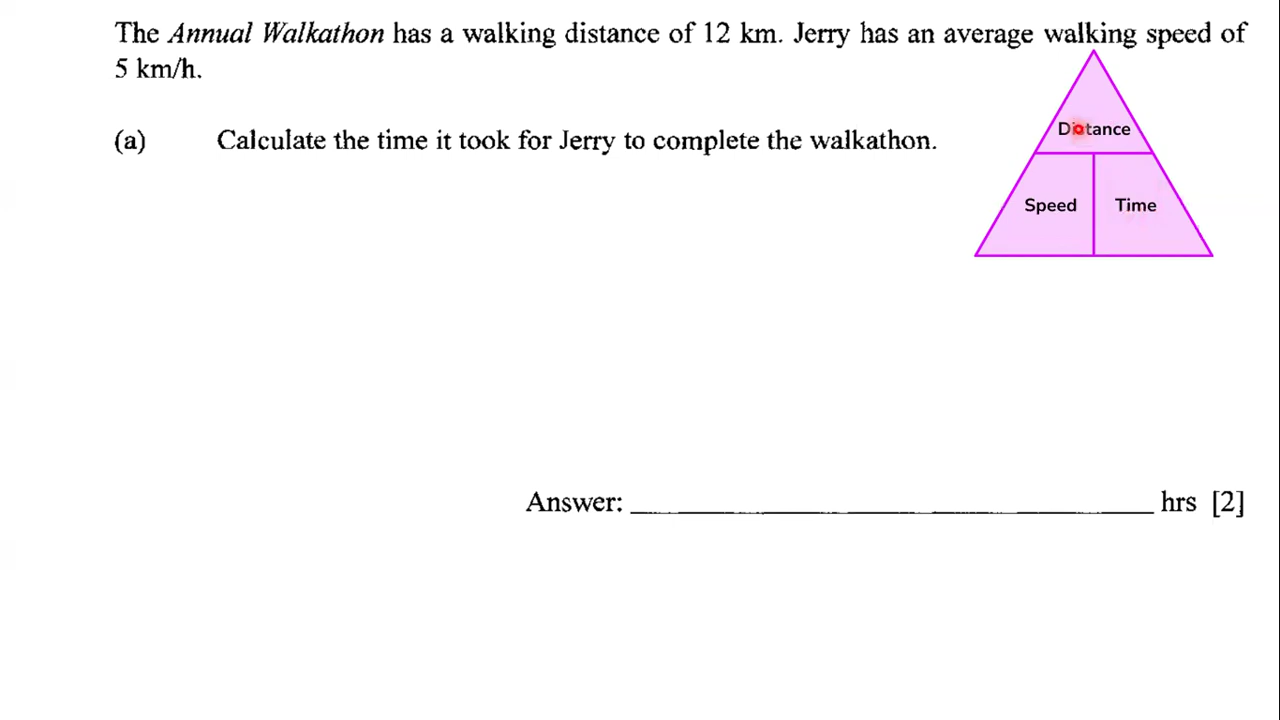 The Annual Walkathon has a walking distance of 12 km. Jerry has an average walking speed of
5 km/h.
(a) Calculate the time it took for Jerry to complete the walkathon.
Distance
Speed Time
Answer: ______________________________ hrs [2]